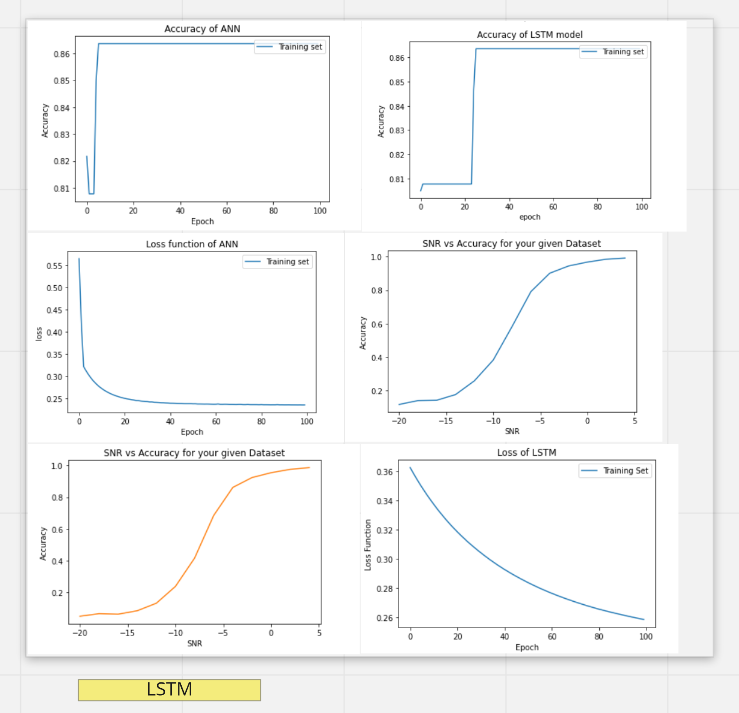 Accuracy of ANN
Training set
0.86
0.85
0.84
0.83
0.82
0.81
Accuracy
0 20 40 60 80 100
Epoch
Accuracy of LSTM model
Training set
0.86
0.85
0.84
0.83
0.82
0.81
Accuracy
0 20 40 60 80 100
epoch
Loss function of ANN
Training set
0.55
0.50
0.45
0.40
0.35
0.30
0.25
loss
0 20 40 60 80 100
Epoch
SNR vs Accuracy for your given Dataset
1.0
0.8
0.6
0.4
0.2
Accuracy
−20 −15 −10 −5 0 5
SNR
SNR vs Accuracy for your given Dataset
1.0
0.8
0.6
0.4
0.2
Accuracy
−20 −15 −10 −5 0 5
SNR
Loss of LSTM
Training Set
0.36
0.34
0.32
0.30
0.28
0.26
Loss Function
0 20 40 60 80 100
Epoch
LSTM